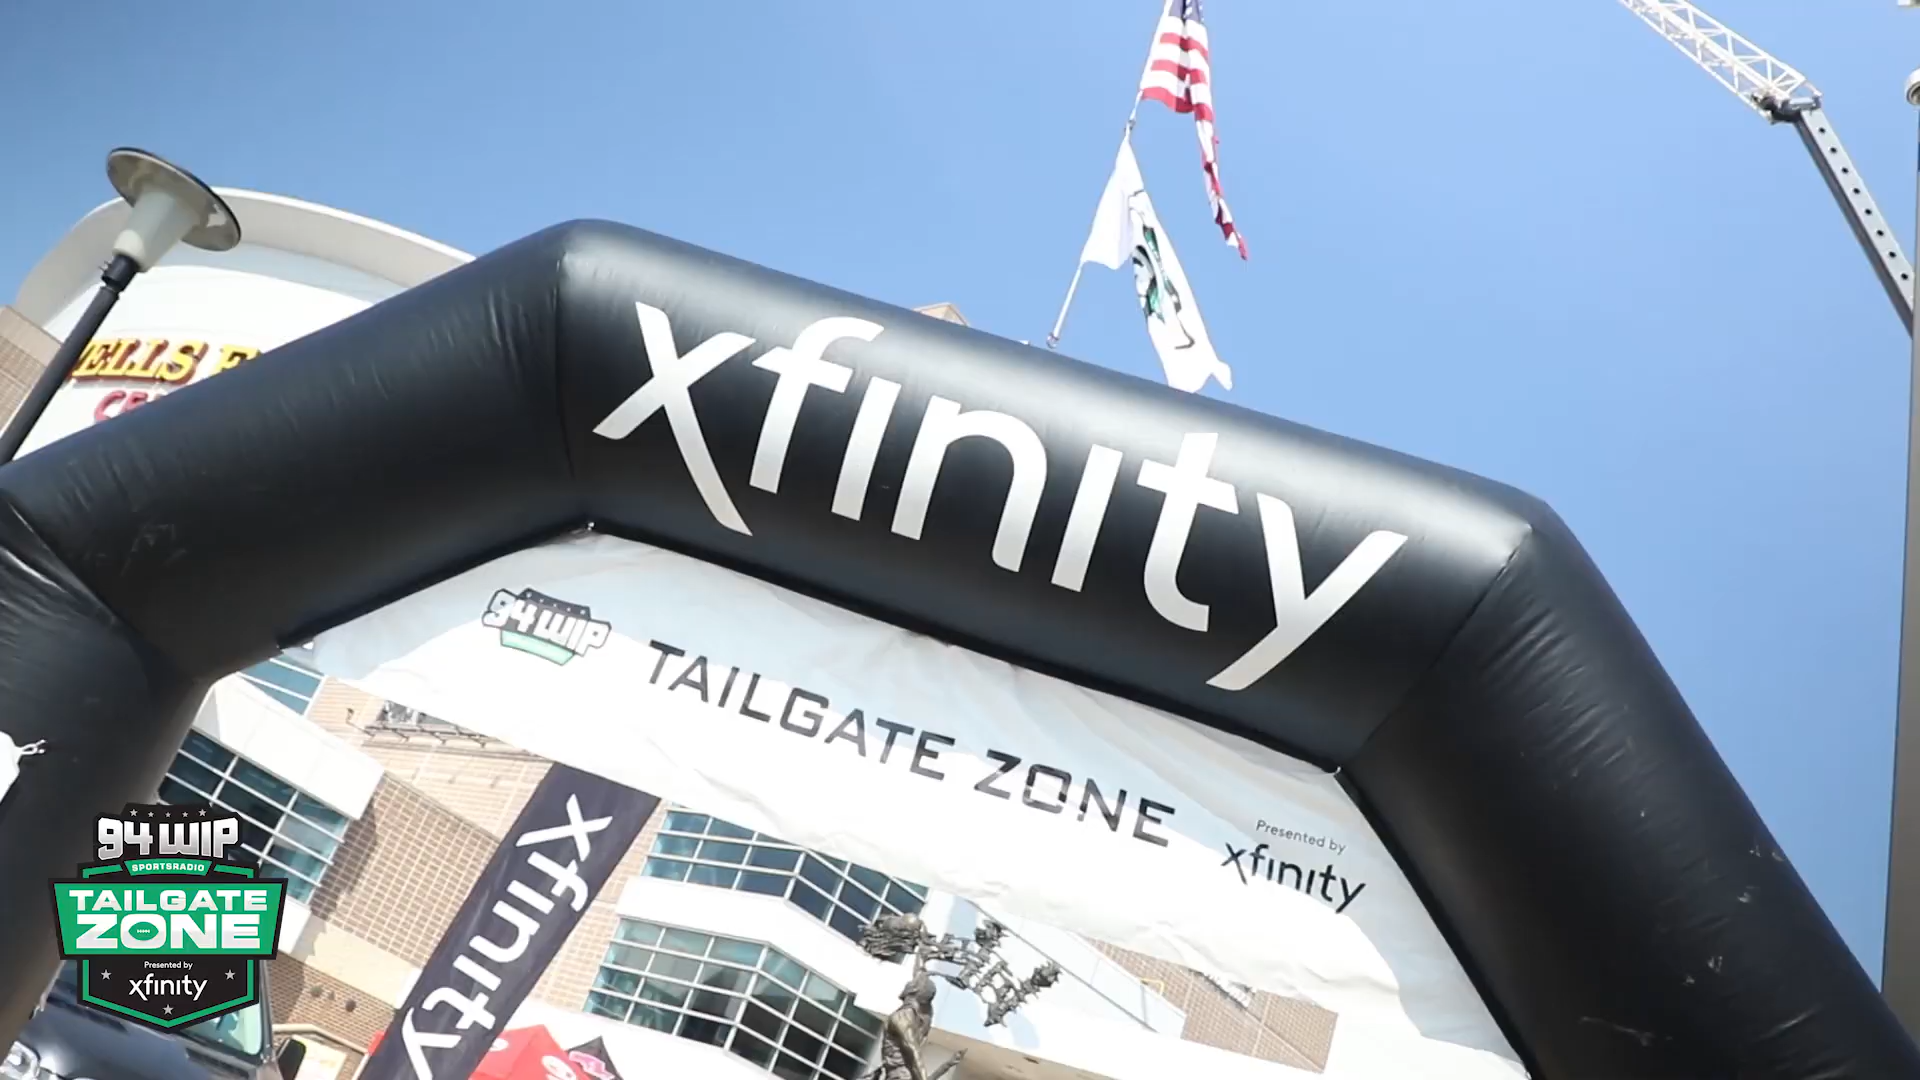 xfinity
94 WIP
TAILGATE ZONE
Presented by
xfinity
xfinity
94 WIP
SPORTSRADIO
TAILGATE
ZONE
Presented by
xfinity